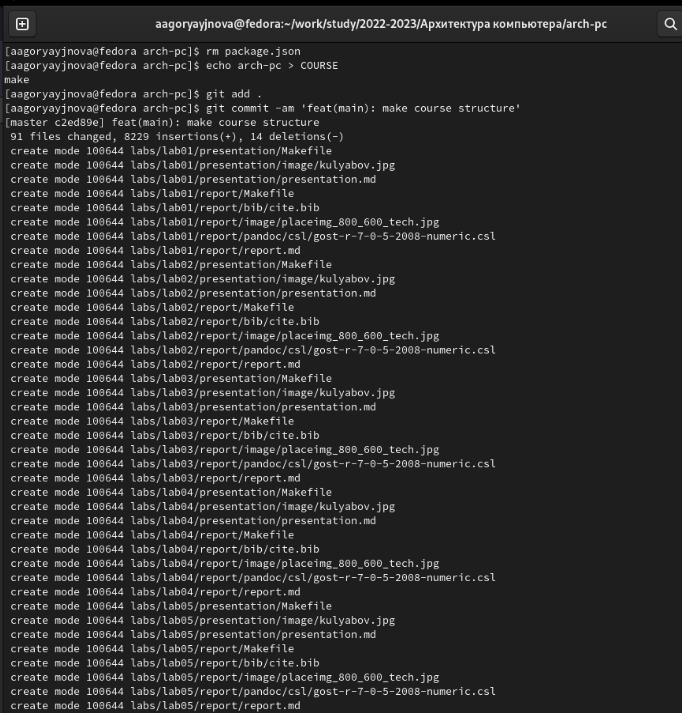 aagoryayjnova@fedora:~/work/study/2022-2023/Архитектура компьютера/arch-pc
[aagoryayjnova@fedora arch-pc]$ rm package.json
[aagoryayjnova@fedora arch-pc]$ echo arch-pc > COURSE
make
[aagoryayjnova@fedora arch-pc]$ git add .
[aagoryayjnova@fedora arch-pc]$ git commit -am 'feat(main): make course structure'
[master c2ed89e] feat(main): make course structure
91 files changed, 8229 insertions(+), 14 deletions(-)
create mode 100644 labs/lab01/presentation/Makefile
create mode 100644 labs/lab01/presentation/image/kulyabov.jpg
create mode 100644 labs/lab01/presentation/presentation.md
create mode 100644 labs/lab01/report/Makefile
create mode 100644 labs/lab01/report/bib/cite.bib
create mode 100644 labs/lab01/report/image/placeimg_800_600_tech.jpg
create mode 100644 labs/lab01/report/pandoc/csl/gost-r-7-0-5-2008-numeric.csl
create mode 100644 labs/lab01/report/report.md
create mode 100644 labs/lab02/presentation/Makefile
create mode 100644 labs/lab02/presentation/image/kulyabov.jpg
create mode 100644 labs/lab02/presentation/presentation.md
create mode 100644 labs/lab02/report/Makefile
create mode 100644 labs/lab02/report/bib/cite.bib
create mode 100644 labs/lab02/report/image/placeimg_800_600_tech.jpg
create mode 100644 labs/lab02/report/pandoc/csl/gost-r-7-0-5-2008-numeric.csl
create mode 100644 labs/lab02/report/report.md
create mode 100644 labs/lab03/presentation/Makefile
create mode 100644 labs/lab03/presentation/image/kulyabov.jpg
create mode 100644 labs/lab03/presentation/presentation.md
create mode 100644 labs/lab03/report/Makefile
create mode 100644 labs/lab03/report/bib/cite.bib
create mode 100644 labs/lab03/report/image/placeimg_800_600_tech.jpg
create mode 100644 labs/lab03/report/pandoc/csl/gost-r-7-0-5-2008-numeric.csl
create mode 100644 labs/lab03/report/report.md
create mode 100644 labs/lab04/presentation/Makefile
create mode 100644 labs/lab04/presentation/image/kulyabov.jpg
create mode 100644 labs/lab04/presentation/presentation.md
create mode 100644 labs/lab04/report/Makefile
create mode 100644 labs/lab04/report/bib/cite.bib
create mode 100644 labs/lab04/report/image/placeimg_800_600_tech.jpg
create mode 100644 labs/lab04/report/pandoc/csl/gost-r-7-0-5-2008-numeric.csl
create mode 100644 labs/lab04/report/report.md
create mode 100644 labs/lab05/presentation/Makefile
create mode 100644 labs/lab05/presentation/image/kulyabov.jpg
create mode 100644 labs/lab05/presentation/presentation.md
create mode 100644 labs/lab05/report/Makefile
create mode 100644 labs/lab05/report/bib/cite.bib
create mode 100644 labs/lab05/report/image/placeimg_800_600_tech.jpg
create mode 100644 labs/lab05/report/pandoc/csl/gost-r-7-0-5-2008-numeric.csl
create mode 100644 labs/lab05/report/report.md